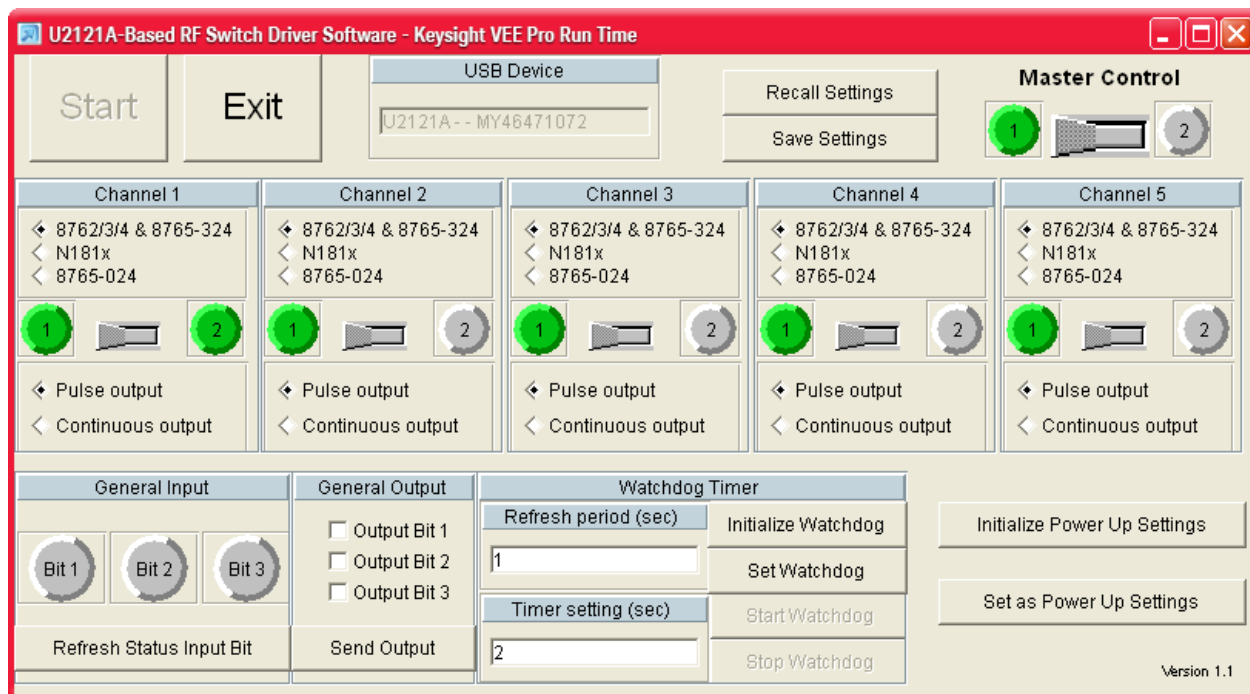 U2121A-Based RF Switch Driver Software - Keysight VEE Pro Run Time
Start
Exit
USB Device
U2121A-- MY46471072
Recall Settings
Save Settings
Master Control
1
2
Channel 1
8762/3/4 & 8765-324
N181x
8765-024
1
2
Pulse output
Continuous output
Channel 2
8762/3/4 & 8765-324
N181x
8765-024
1
2
Pulse output
Continuous output
Channel 3
8762/3/4 & 8765-324
N181x
8765-024
1
2
Pulse output
Continuous output
Channel 4
8762/3/4 & 8765-324
N181x
8765-024
1
2
Pulse output
Continuous output
Channel 5
8762/3/4 & 8765-324
N181x
8765-024
1
2
Pulse output
Continuous output
General Input
Bit 1
Bit 2
Bit 3
Refresh Status Input Bit
General Output
Output Bit 1
Output Bit 2
Output Bit 3
Send Output
Watchdog Timer
Refresh period (sec)
1
Timer setting (sec)
2
Initialize Watchdog
Set Watchdog
Start Watchdog
Stop Watchdog
Initialize Power Up Settings
Set as Power Up Settings
Version 1.1